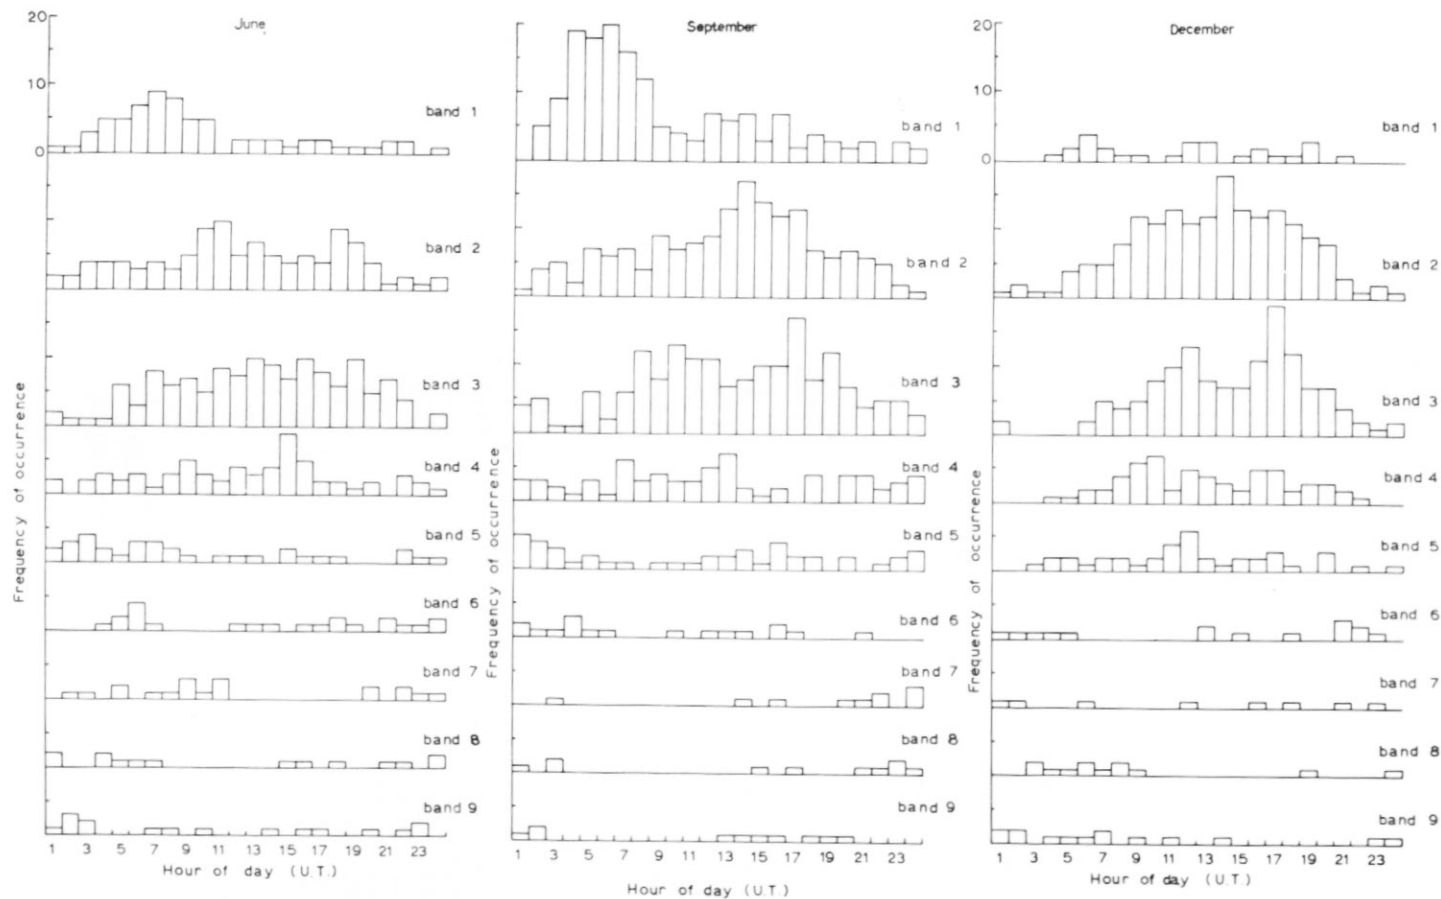 June
20
10
0
Frequency of occurrence
band 1
band 2
band 3
band 4
band 5
band 6
band 7
band 8
band 9
1 3 5 7 9 11 13 15 17 19 21 23
Hour of day (U.T.)
September
Frequency of occurrence
band 1
band 2
band 3
band 4
band 5
band 6
band 7
band 8
band 9
1 3 5 7 9 11 13 15 17 19 21 23
Hour of day (U.T.)
December
20
10
0
Frequency of occurrence
band 1
band 2
band 3
band 4
band 5
band 6
band 7
band 8
band 9
1 3 5 7 9 11 13 15 17 19 21 23
Hour of day (U.T.)